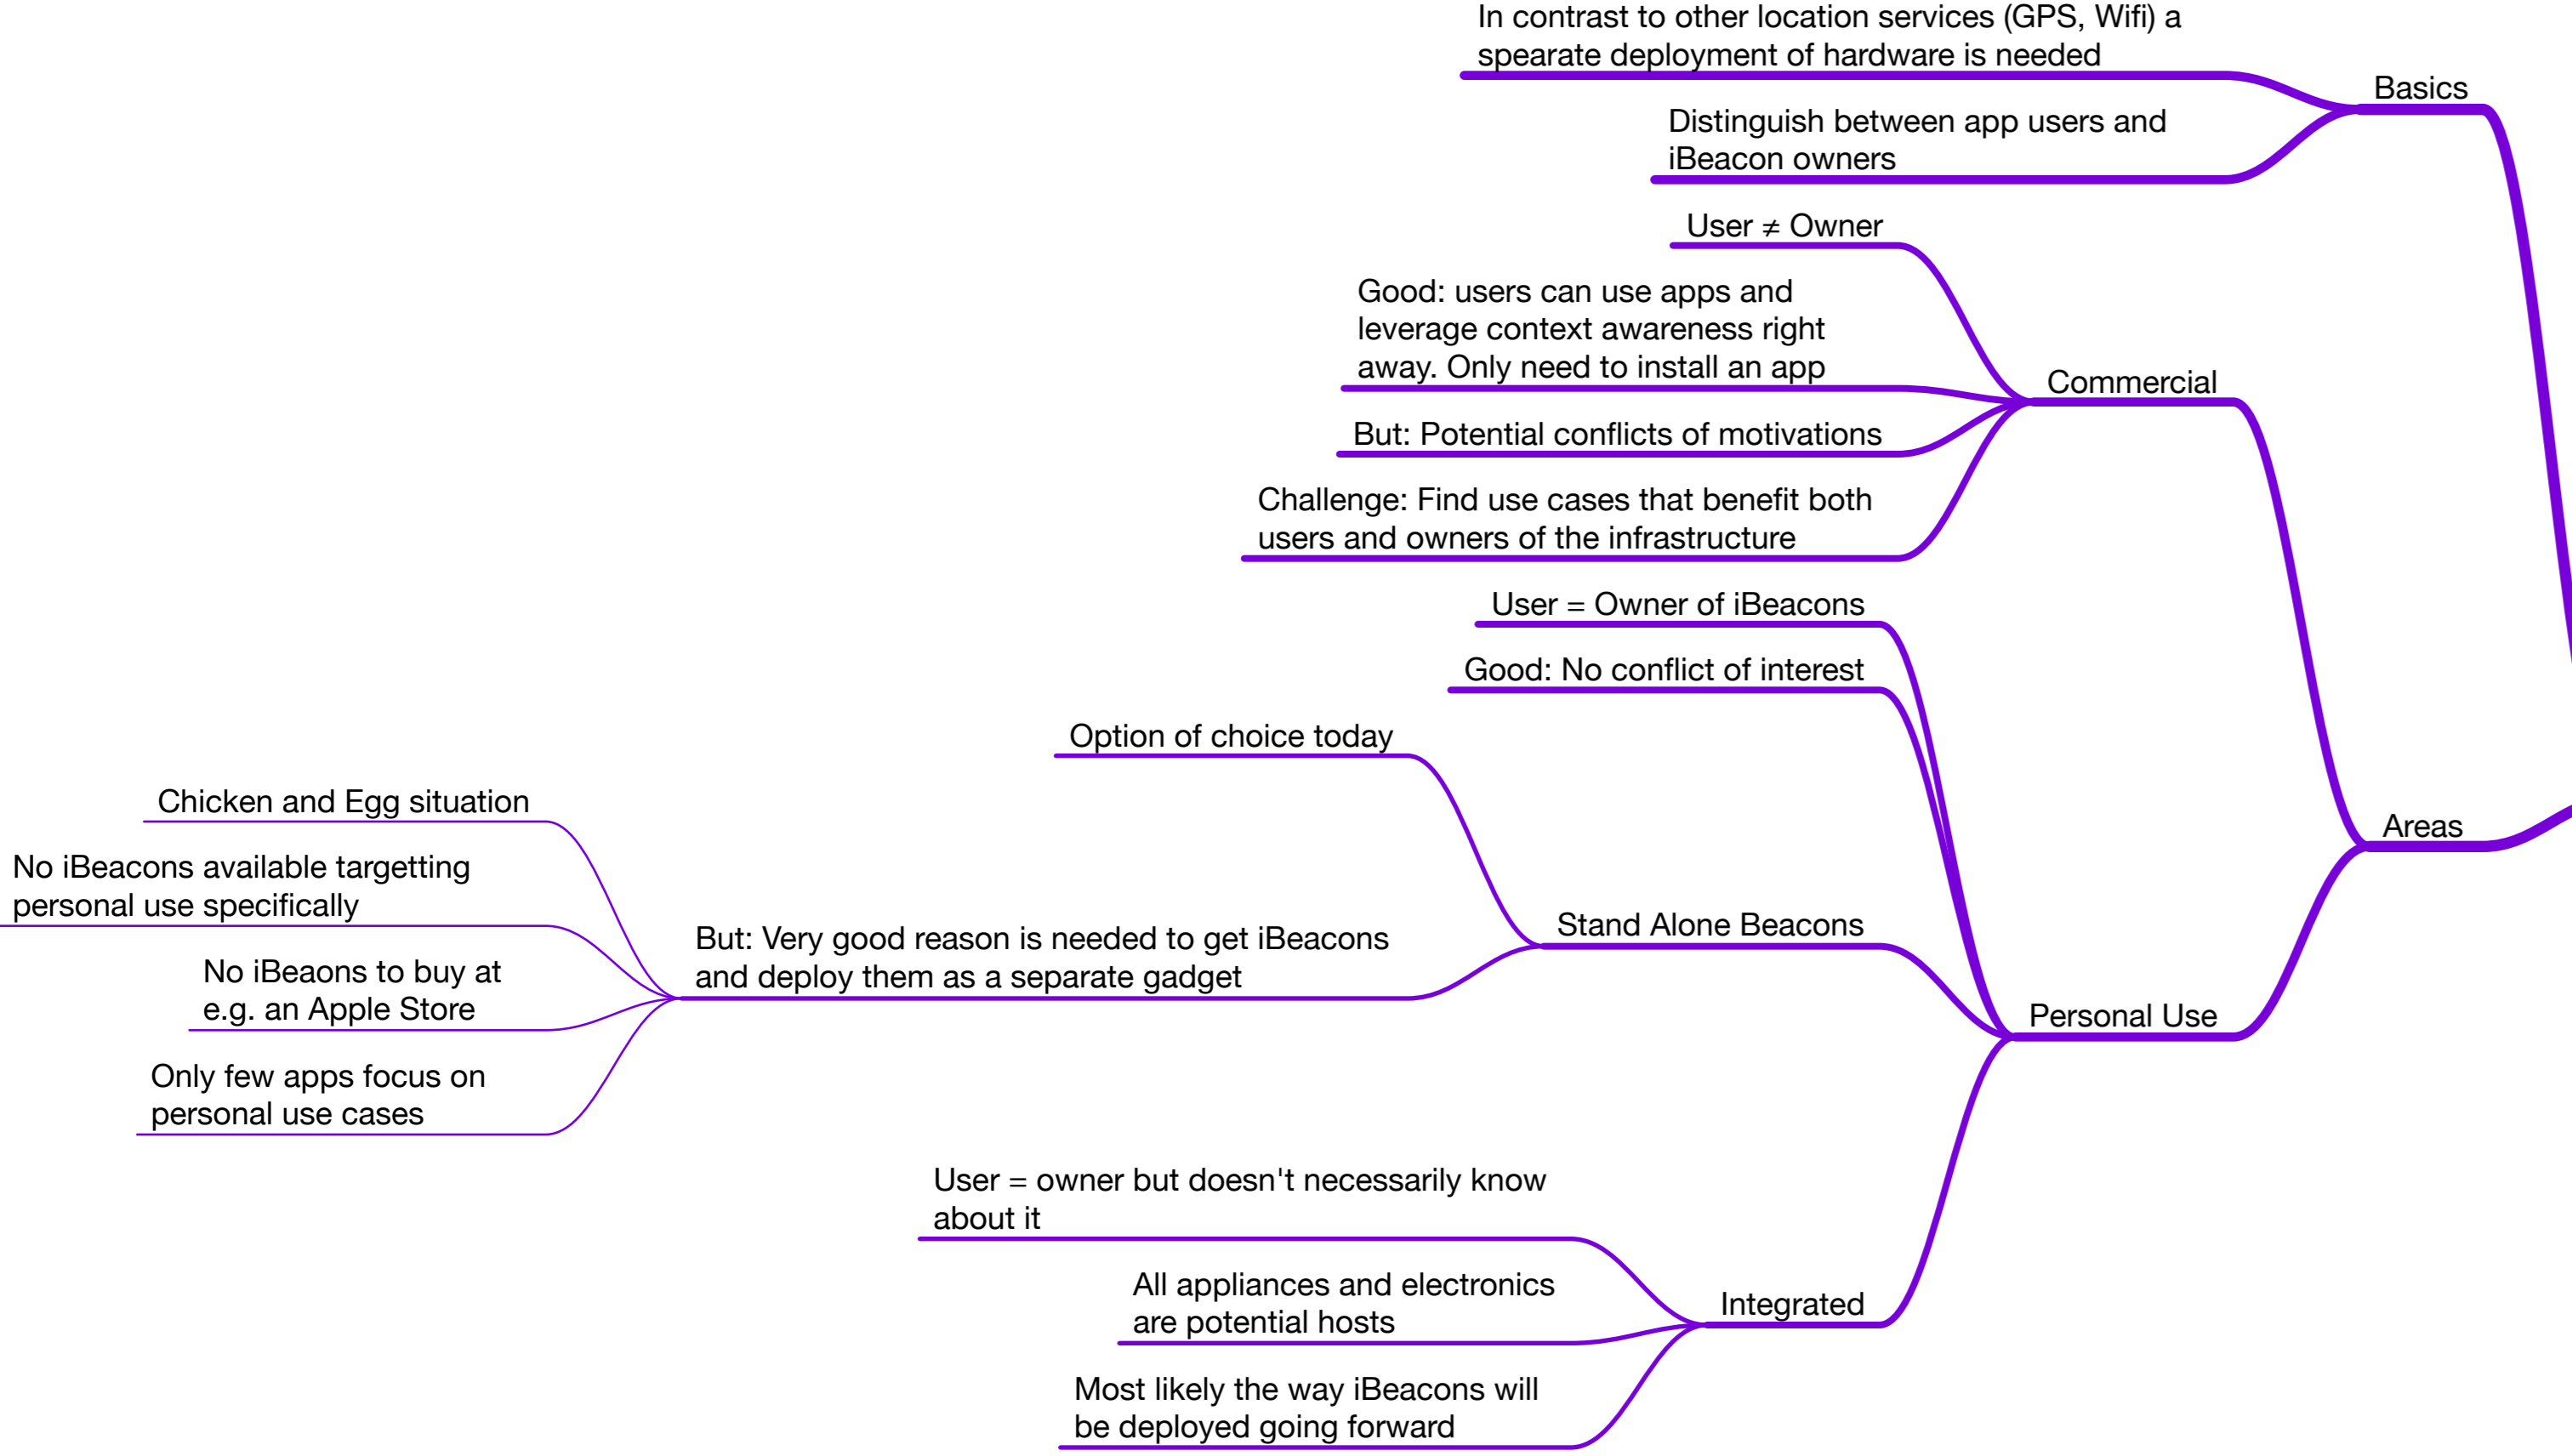 In contrast to other location services (GPS, Wifi) a
spearate deployment of hardware is needed
Basics
Distinguish between app users and
iBeacon owners
User ≠ Owner
Good: users can use apps and
leverage context awareness right
away. Only need to install an app
Commercial
But: Potential conflicts of motivations
Challenge: Find use cases that benefit both
users and owners of the infrastructure
User = Owner of iBeacons
Good: No conflict of interest
Option of choice today
Chicken and Egg situation
Areas
No iBeacons available targetting
personal use specifically
Stand Alone Beacons
But: Very good reason is needed to get iBeacons
and deploy them as a separate gadget
No iBeaons to buy at
e.g. an Apple Store
Personal Use
Only few apps focus on
personal use cases
User = owner but doesn't necessarily know
about it
All appliances and electronics
are potential hosts
Integrated
Most likely the way iBeacons will
be deployed going forward